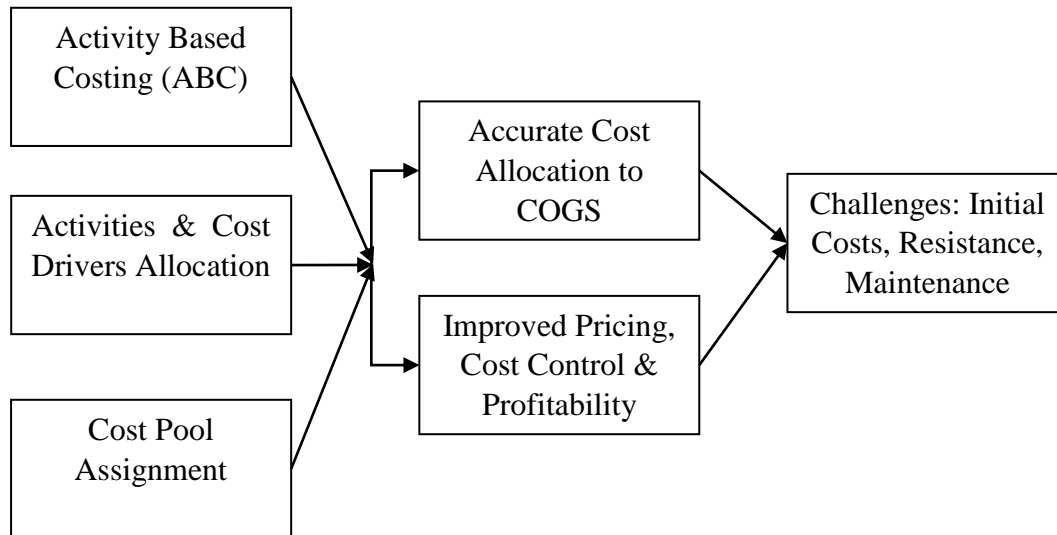 Activity Based
Costing (ABC)
Activities & Cost
Drivers Allocation
Cost Pool
Assignment
Accurate Cost
Allocation to
COGS
Improved Pricing,
Cost Control &
Profitability
Challenges: Initial
Costs, Resistance,
Maintenance